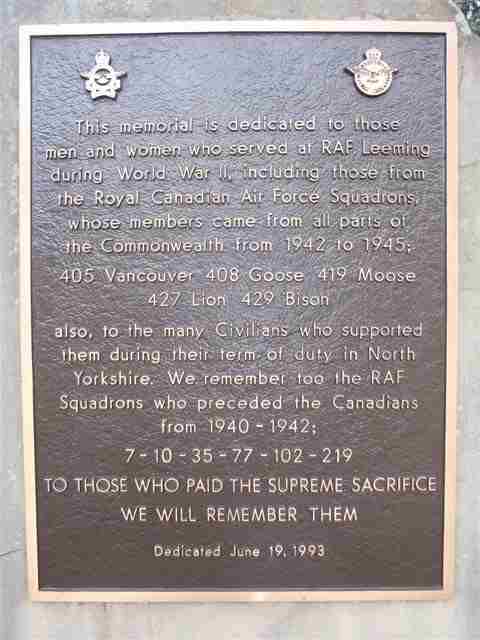 This memorial is dedicated to those
men and women who served at RAF Leeming
during World War II, including those from
the Royal Canadian Air Force Squadrons,
whose members came from all parts of
the Commonwealth from 1942 to 1945;
405 Vancouver 408 Goose 419 Moose
427 Lion 429 Bison
also, to the many Civilians who supported
them during their term of duty in North
Yorkshire. We remember too the RAF
Squadrons who preceded the Canadians
from 1940 - 1942;
7 - 10 - 35 - 77 - 102 - 219
TO THOSE WHO PAID THE SUPREME SACRIFICE
WE WILL REMEMBER THEM
Dedicated June 19, 1993